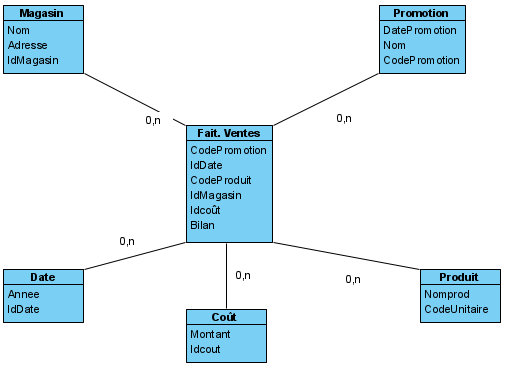 Magasin
Nom
Adresse
IdMagasin
Promotion
DatePromotion
Nom
CodePromotion
0,n
0,n
Fait. Ventes
CodePromotion
IdDate
CodeProduit
IdMagasin
Idcoût
Bilan
0,n
0,n
0,n
Date
Annee
IdDate
Coût
Montant
Idcout
Produit
Nomprod
CodeUnitaire